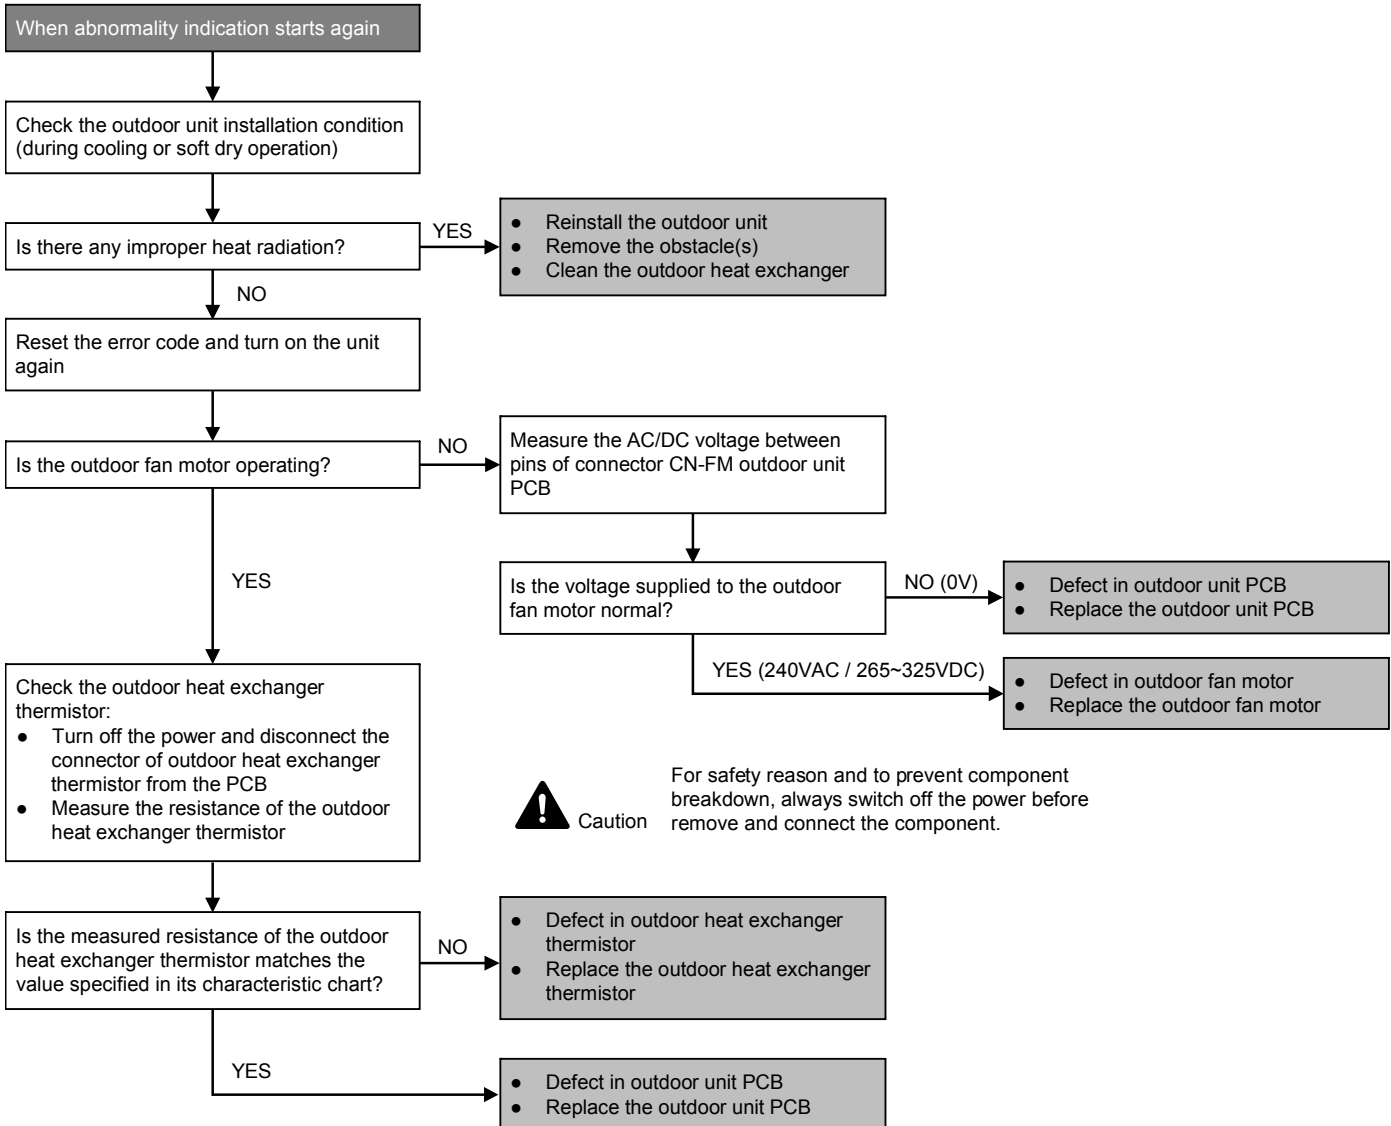 When abnormality indication starts again
Check the outdoor unit installation condition
(during cooling or soft dry operation)
Is there any improper heat radiation?
YES
● Reinstall the outdoor unit
● Remove the obstacle(s)
● Clean the outdoor heat exchanger
NO
Reset the error code and turn on the unit
again
Is the outdoor fan motor operating?
NO
Measure the AC/DC voltage between
pins of connector CN-FM outdoor unit
PCB
YES
Is the voltage supplied to the outdoor
fan motor normal?
NO (0V)
● Defect in outdoor unit PCB
● Replace the outdoor unit PCB
YES (240VAC / 265~325VDC)
● Defect in outdoor fan motor
● Replace the outdoor fan motor
Check the outdoor heat exchanger
thermistor:
● Turn off the power and disconnect the
connector of outdoor heat exchanger
thermistor from the PCB
● Measure the resistance of the outdoor
heat exchanger thermistor
Caution
For safety reason and to prevent component
breakdown, always switch off the power before
remove and connect the component.
Is the measured resistance of the outdoor
heat exchanger thermistor matches the
value specified in its characteristic chart?
NO
● Defect in outdoor heat exchanger
thermistor
● Replace the outdoor heat exchanger
thermistor
YES
● Defect in outdoor unit PCB
● Replace the outdoor unit PCB